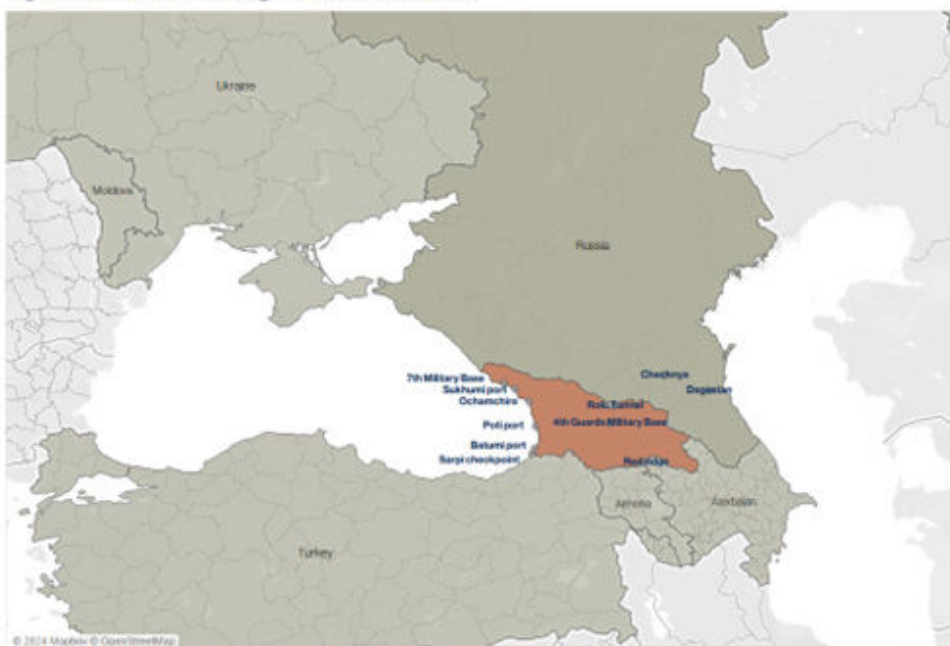 Ukraine
Moldova
Russia
Chechnya
7th Military Base
Dagestan
Sukhumi port
Ochamchire
Roki Tunnel
Poti port
4th Guards Military Base
Batumi port
Sarpi checkpoint
Armenia
Azerbaijan
Turkey
© 2024 Mapbox © OpenStreetMap